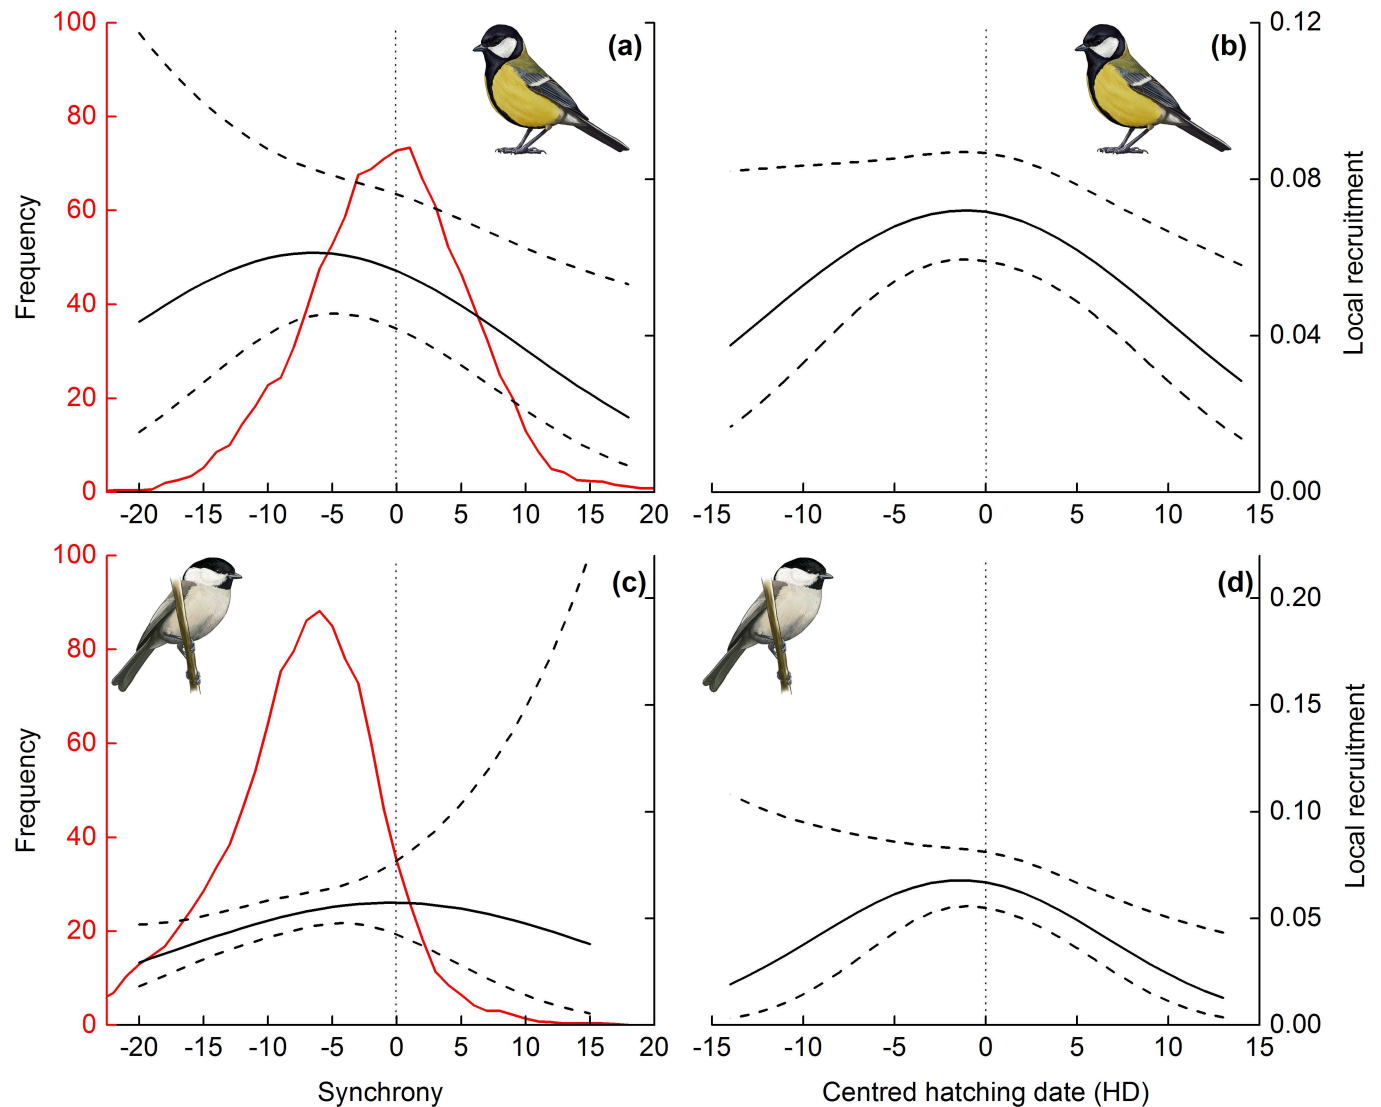 100
80
60
40
20
0
Frequency
(a)
-20 -15 -10 -5 0 5 10 15 20
(b)
0.12
0.08
0.04
0.00
Local recruitment
-15 -10 -5 0 5 10 15
100
80
60
40
20
0
Frequency
(c)
-20 -15 -10 -5 0 5 10 15 20
Synchrony
(d)
0.20
0.15
0.10
0.05
0.00
Local recruitment
-15 -10 -5 0 5 10 15
Centred hatching date (HD)